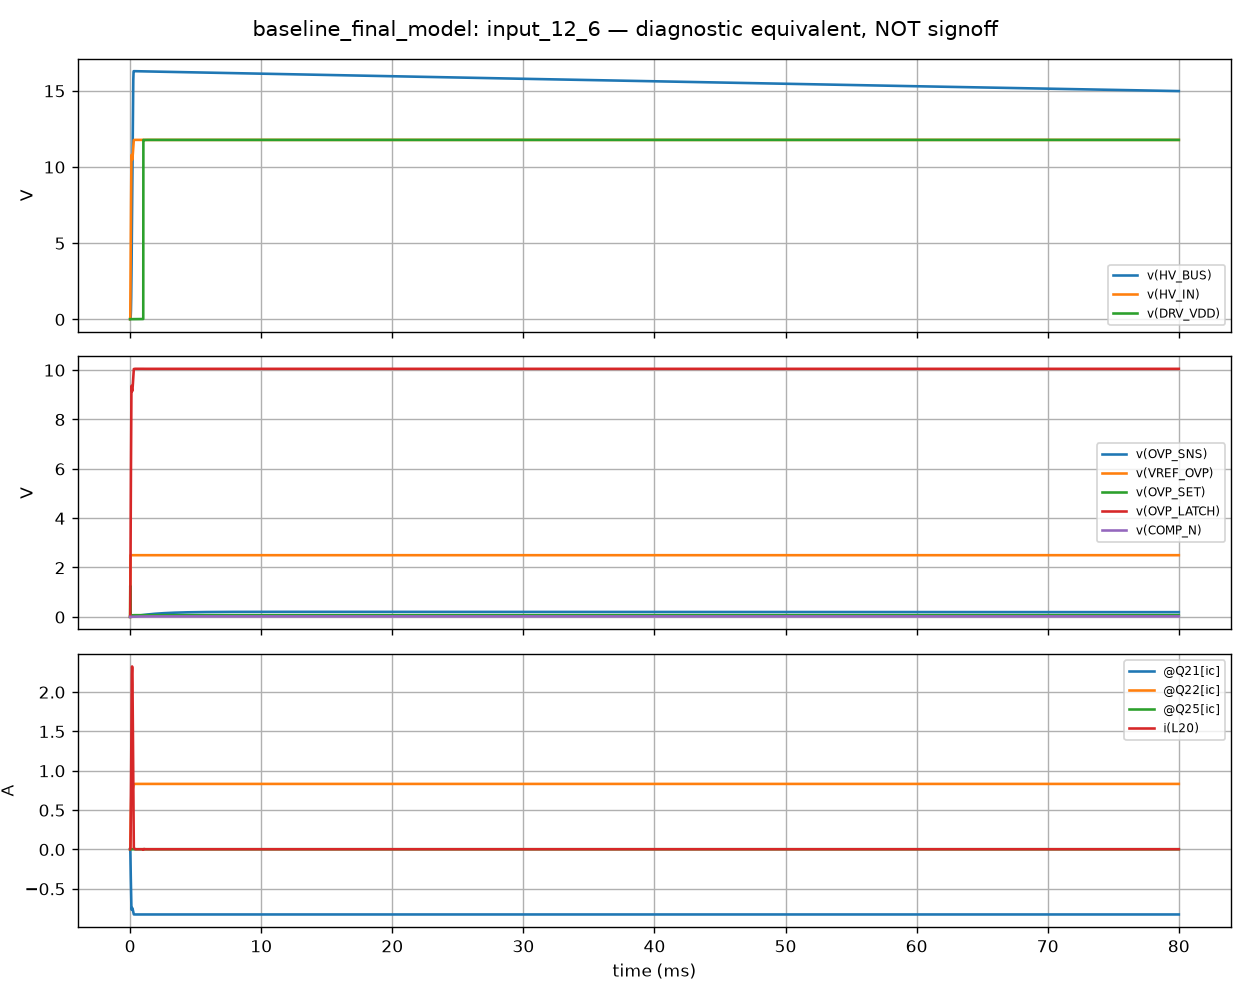 baseline_final_model: input_12_6 — diagnostic equivalent, NOT signoff
15
10
5
0
V
v(HV_BUS)
v(HV_IN)
v(DRV_VDD)
10
8
6
4
2
0
V
v(OVP_SNS)
v(VREF_OVP)
v(OVP_SET)
v(OVP_LATCH)
v(COMP_N)
2.0
1.5
1.0
0.5
0.0
−0.5
A
@Q21[ic]
@Q22[ic]
@Q25[ic]
i(L20)
0 10 20 30 40 50 60 70 80
time (ms)